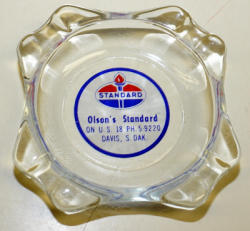 STANDARD
Olson's Standard
ON U.S. 18 PH. 5-9220
DAVIS, S. DAK.